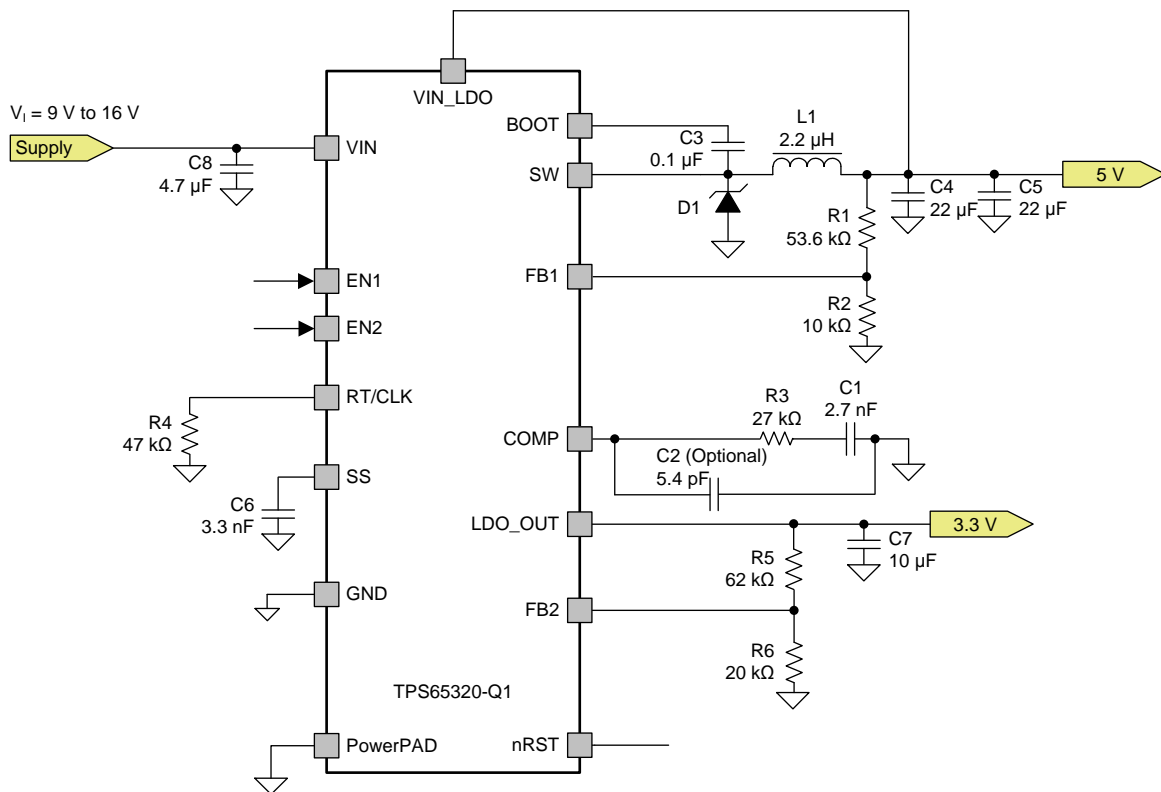 VIN_LDO
V_I = 9 V to 16 V
Supply
C8
4.7 µF
VIN
BOOT
C3
0.1 µF
L1
2.2 µH
SW
D1
R1
53.6 kΩ
C4
22 µF
C5
22 µF
5 V
EN1
FB1
EN2
R2
10 kΩ
RT/CLK
R4
47 kΩ
R3
27 kΩ
C1
2.7 nF
COMP
C2 (Optional)
5.4 pF
SS
C6
3.3 nF
LDO_OUT
3.3 V
C7
10 µF
R5
62 kΩ
GND
FB2
R6
20 kΩ
TPS65320-Q1
PowerPAD
nRST